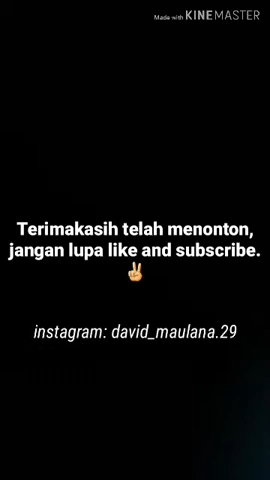 Made with KINEMASTER
Terimakasih telah menonton,
jangan lupa like and subscribe.
✌
instagram: david_maulana.29